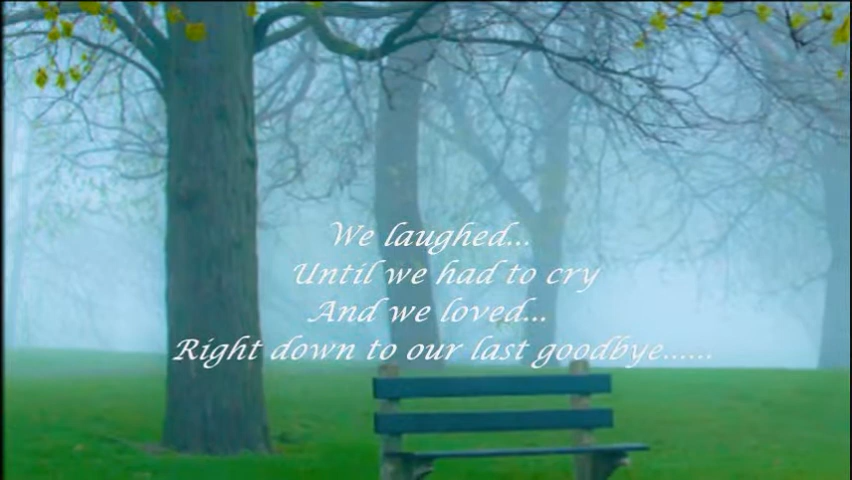 We laughed...
Until we had to cry
And we loved...
Right down to our last goodbye......